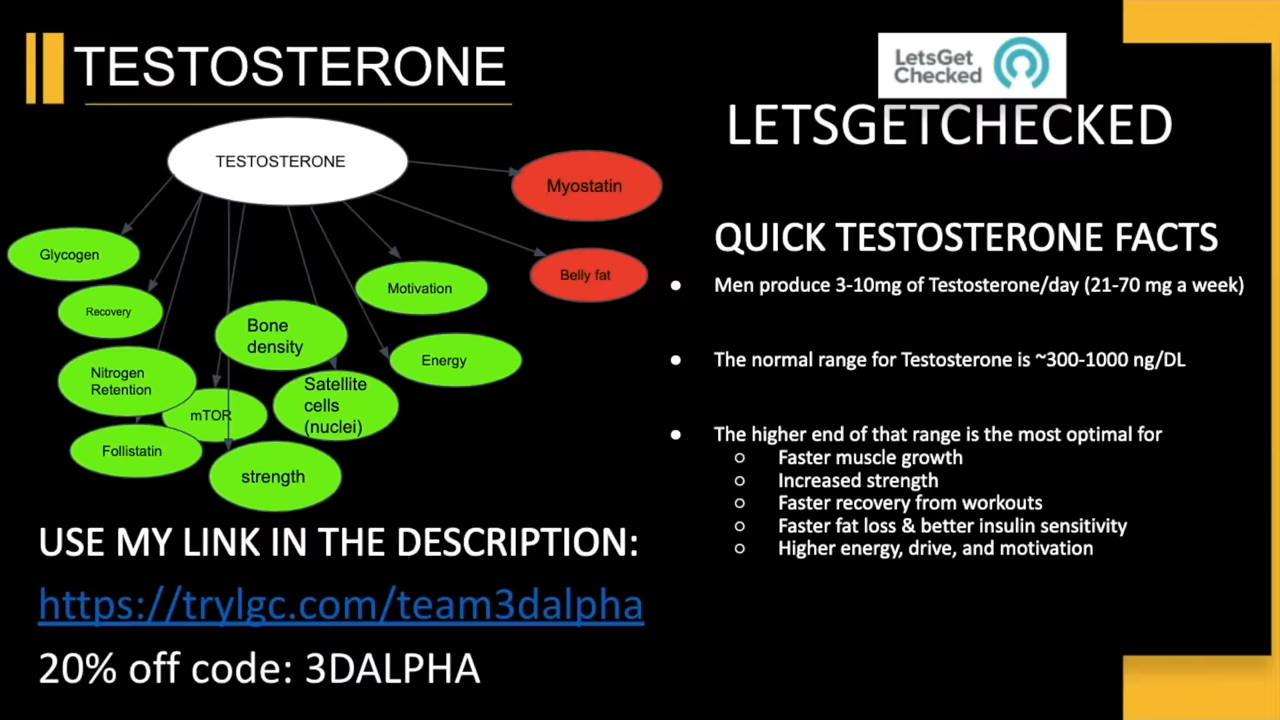 TESTOSTERONE
TESTOSTERONE
Myostatin
Glycogen
Belly fat
Motivation
Recovery
Bone
density
Energy
Nitrogen
Retention
Satellite
cells
(nuclei)
mTOR
Follistatin
strength
USE MY LINK IN THE DESCRIPTION:
https://trylgc.com/team3dalpha
20% off code: 3DALPHA
LetsGet
Checked
LETSGETCHECKED
QUICK TESTOSTERONE FACTS
● Men produce 3-10mg of Testosterone/day (21-70 mg a week)
● The normal range for Testosterone is ~300-1000 ng/DL
● The higher end of that range is the most optimal for
○ Faster muscle growth
○ Increased strength
○ Faster recovery from workouts
○ Faster fat loss & better insulin sensitivity
○ Higher energy, drive, and motivation